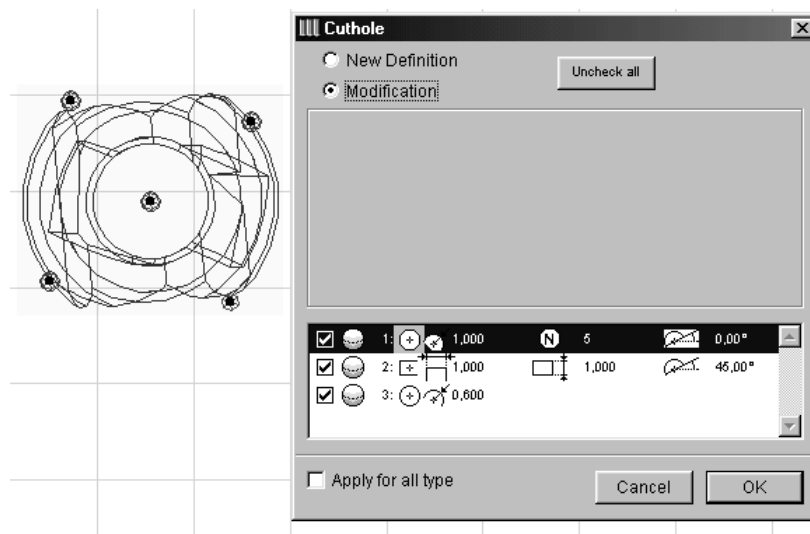 Cuthole
New Definition
Uncheck all
Modification
1: 1,000 N 5 0,00°
2: 1,000 1,000 45,00°
3: 0,600
Apply for all type
Cancel OK